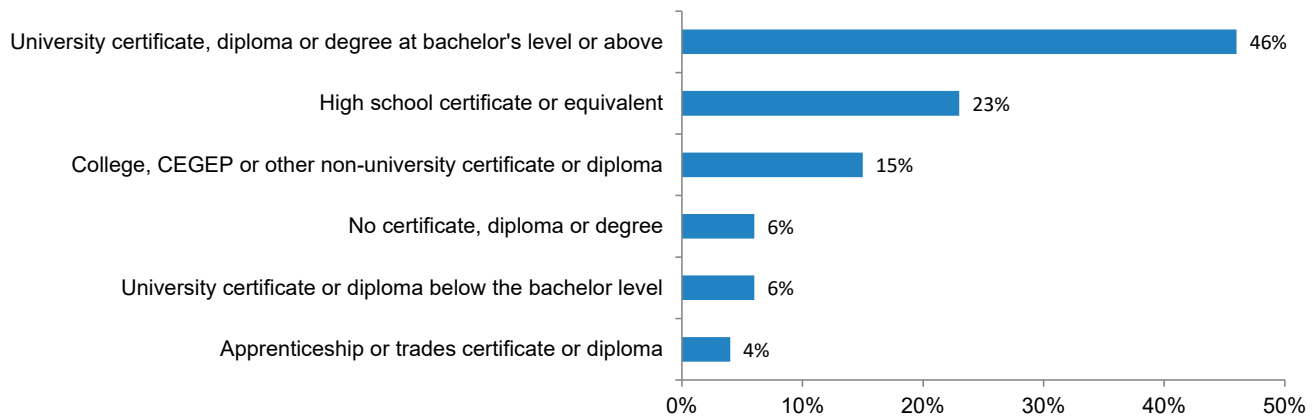 University certificate, diploma or degree at bachelor's level or above 46%
High school certificate or equivalent 23%
College, CEGEP or other non-university certificate or diploma 15%
No certificate, diploma or degree 6%
University certificate or diploma below the bachelor level 6%
Apprenticeship or trades certificate or diploma 4%
0% 10% 20% 30% 40% 50%